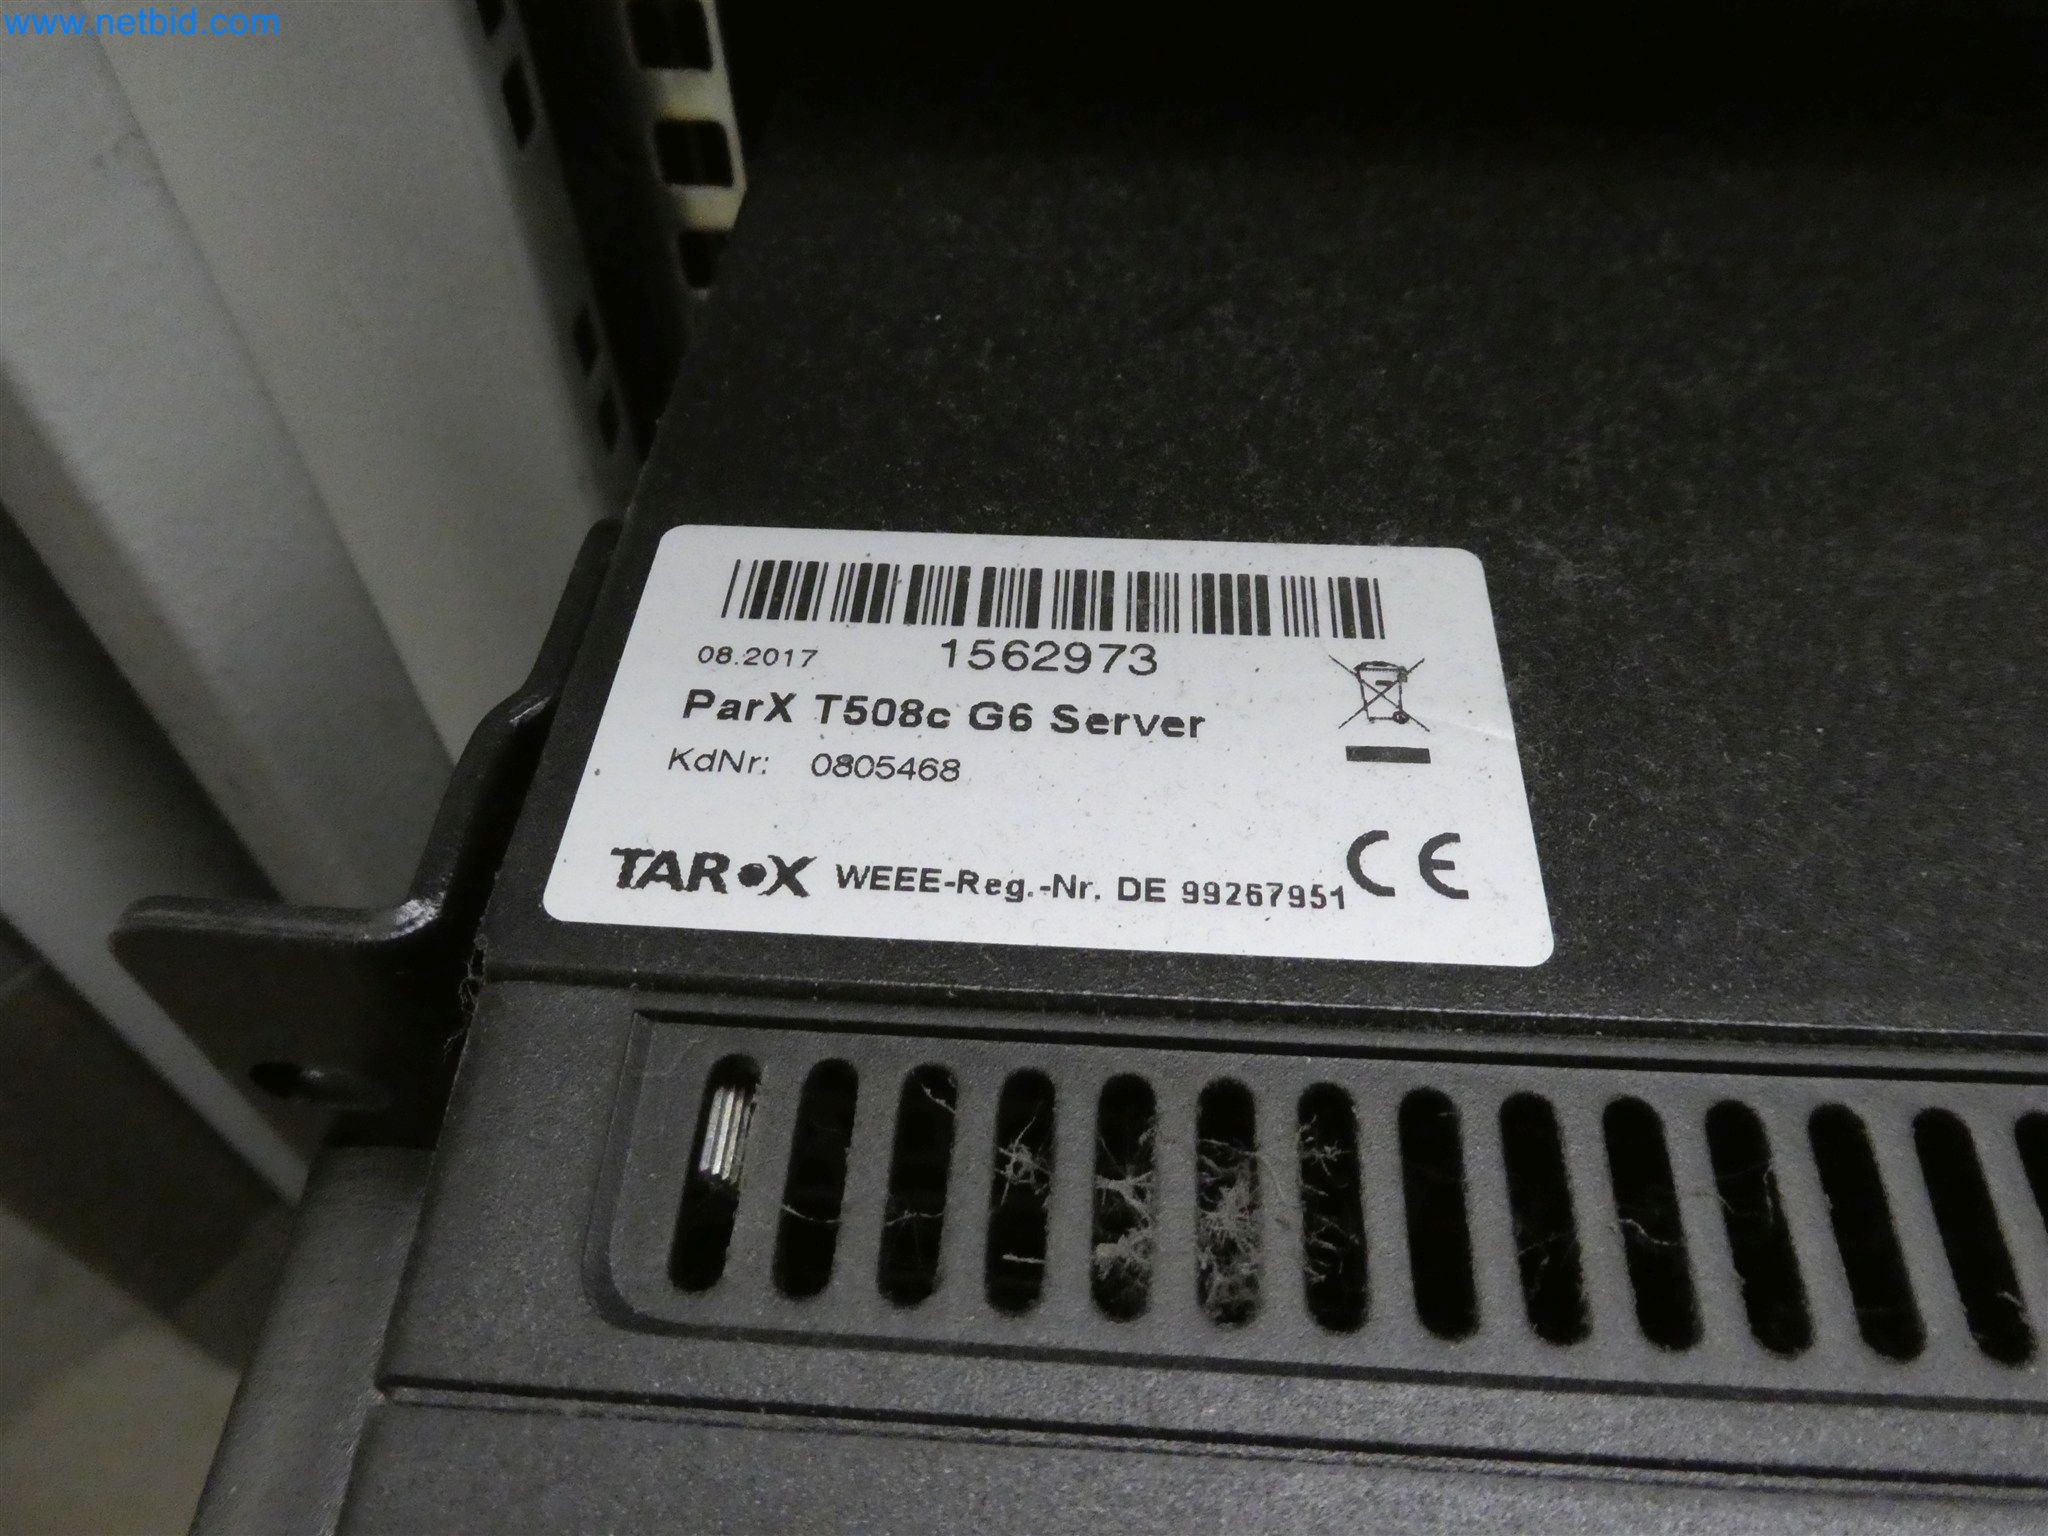 www.netbid.com
1562973
08.2017
ParX T508c G6 Server
KdNr: 0805468
TAROX WEEE-Reg.-Nr. DE 99267951 CE